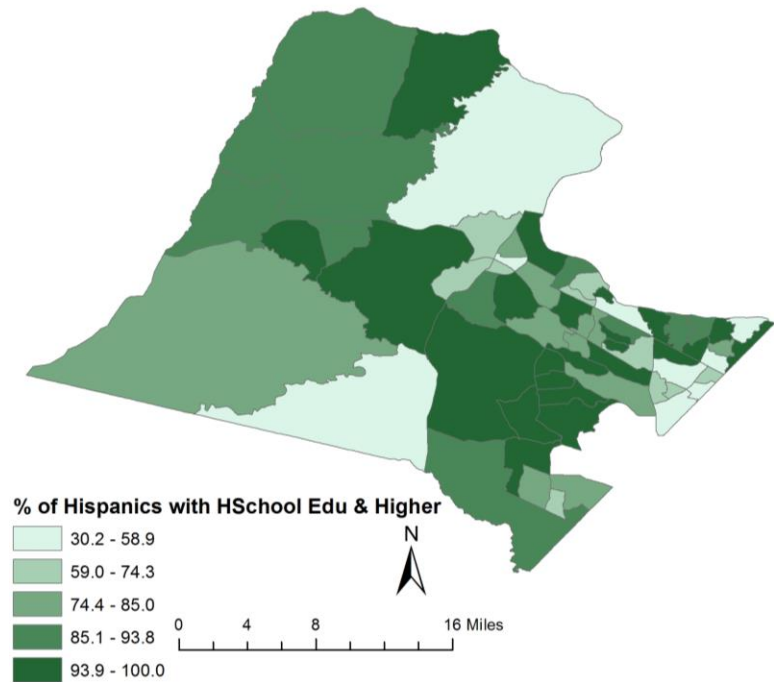 % of Hispanics with HSchool Edu & Higher
30.2 - 58.9
59.0 - 74.3
74.4 - 85.0
85.1 - 93.8
93.9 - 100.0
N
0 4 8 16 Miles